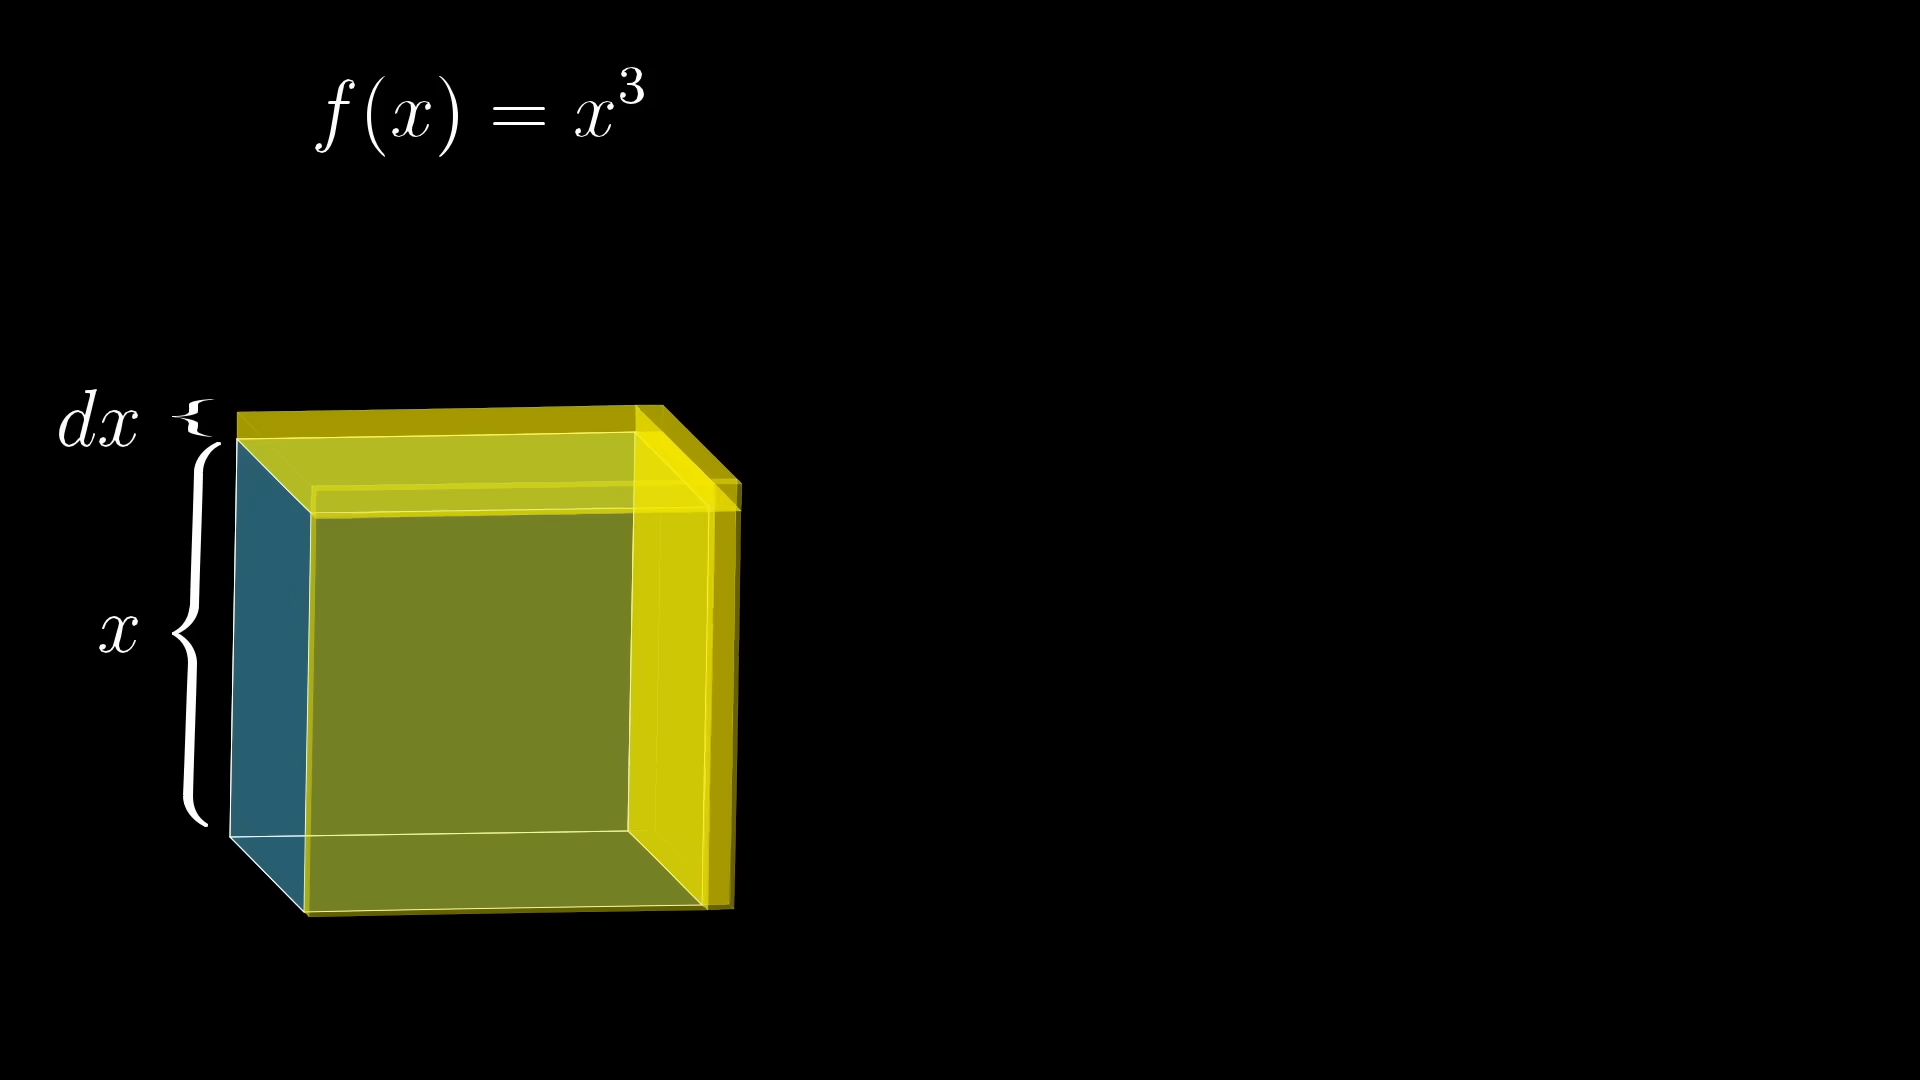 f(x) = x³
dx
x